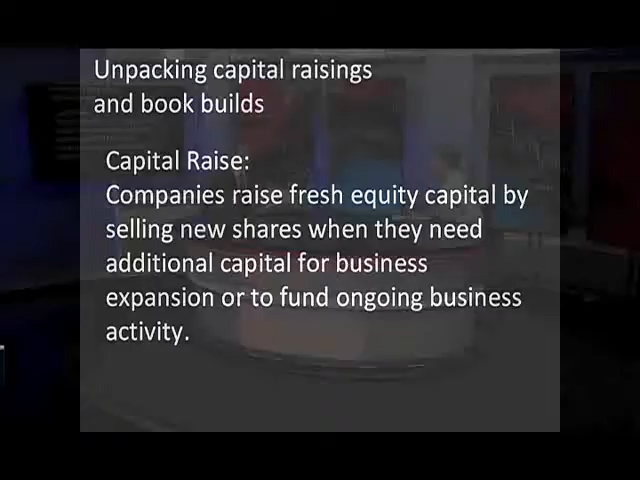 Unpacking capital raisings
and book builds
Capital Raise:
Companies raise fresh equity capital by
selling new shares when they need
additional capital for business
expansion or to fund ongoing business
activity.